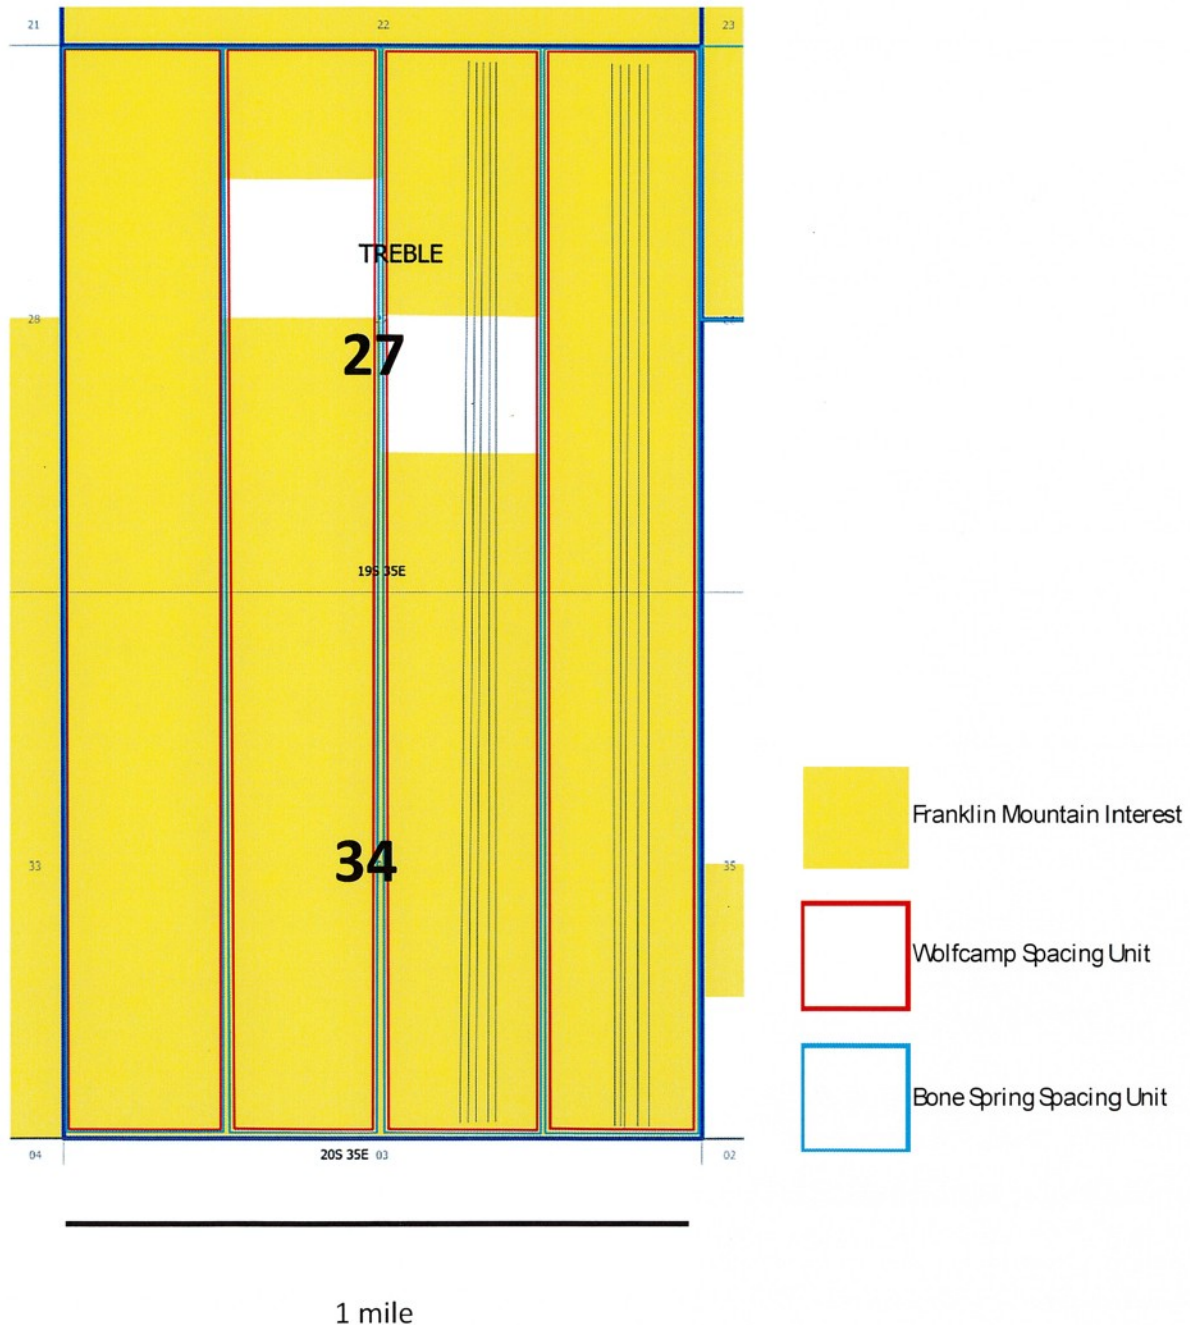 21 22 23
TREBLE
28
27
19S 35E
34
33 35
04 20S 35E 03 02
Franklin Mountain Interest
Wolfcamp Spacing Unit
Bone Spring Spacing Unit
1 mile